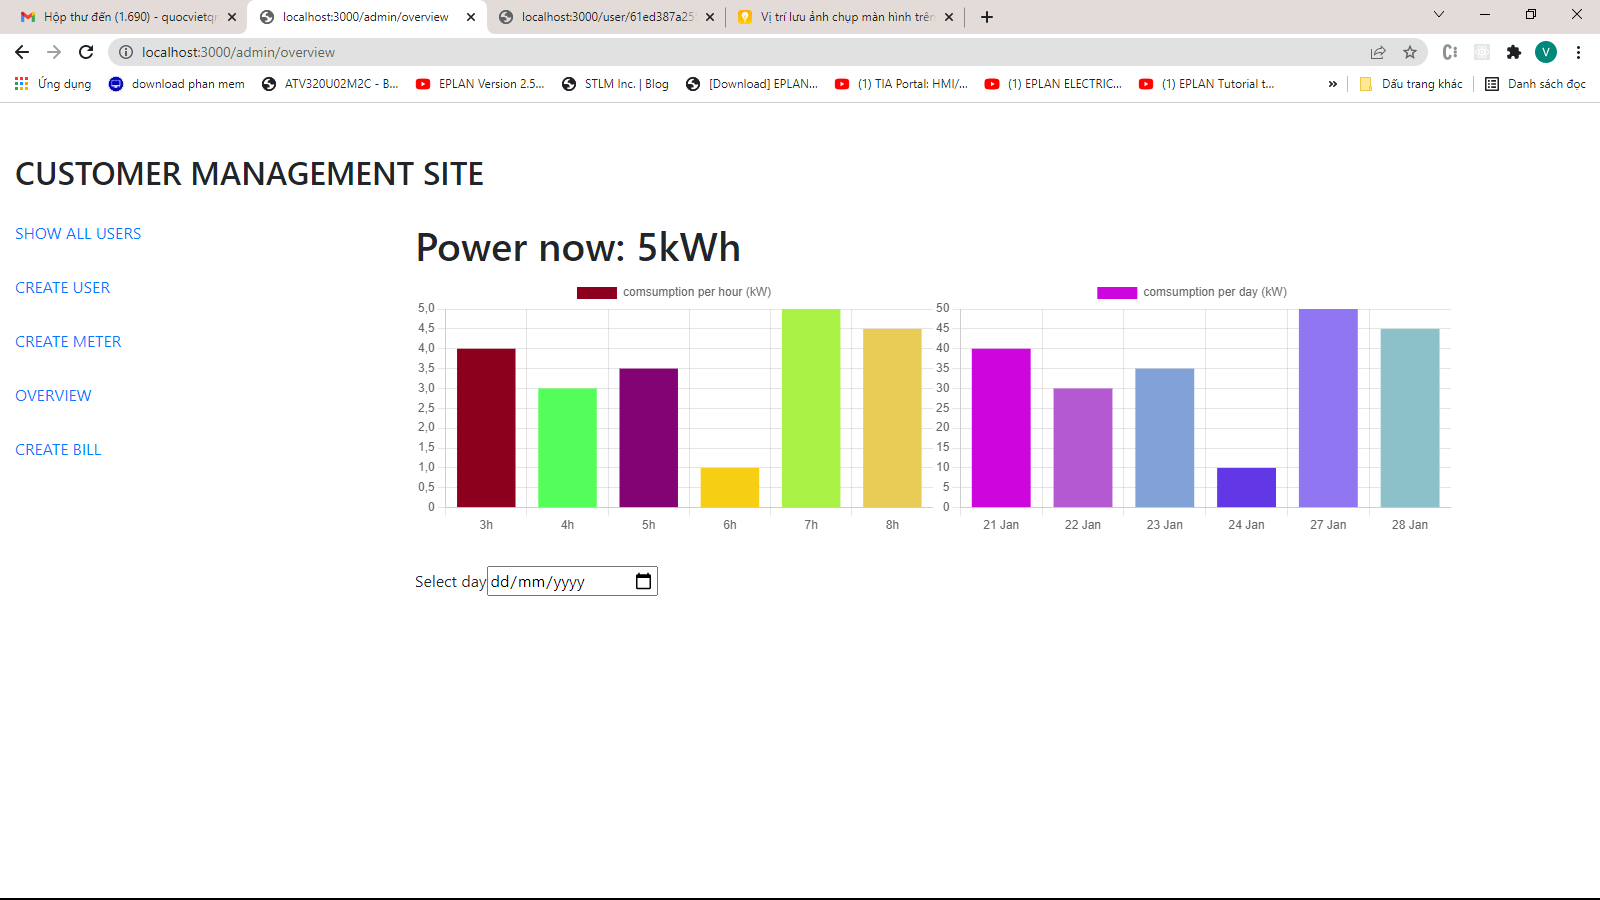 Hộp thư đến (1.690) - quocvietqn
localhost:3000/admin/overview
localhost:3000/user/61ed387a255
Vị trí lưu ảnh chụp màn hình trên
localhost:3000/admin/overview
V
Ứng dụng
download phan mem
ATV320U02M2C - B...
EPLAN Version 2.5...
STLM Inc. | Blog
[Download] EPLAN...
(1) TIA Portal: HMI/...
(1) EPLAN ELECTRIC...
(1) EPLAN Tutorial t...
»
Dấu trang khác
Danh sách đọc
CUSTOMER MANAGEMENT SITE
SHOW ALL USERS
CREATE USER
CREATE METER
OVERVIEW
CREATE BILL
Power now: 5kWh
comsumption per hour (kW)
5,0
4,5
4,0
3,5
3,0
2,5
2,0
1,5
1,0
0,5
0
3h 4h 5h 6h 7h 8h
comsumption per day (kW)
50
45
40
35
30
25
20
15
10
5
0
21 Jan 22 Jan 23 Jan 24 Jan 27 Jan 28 Jan
Select day dd/mm/yyyy